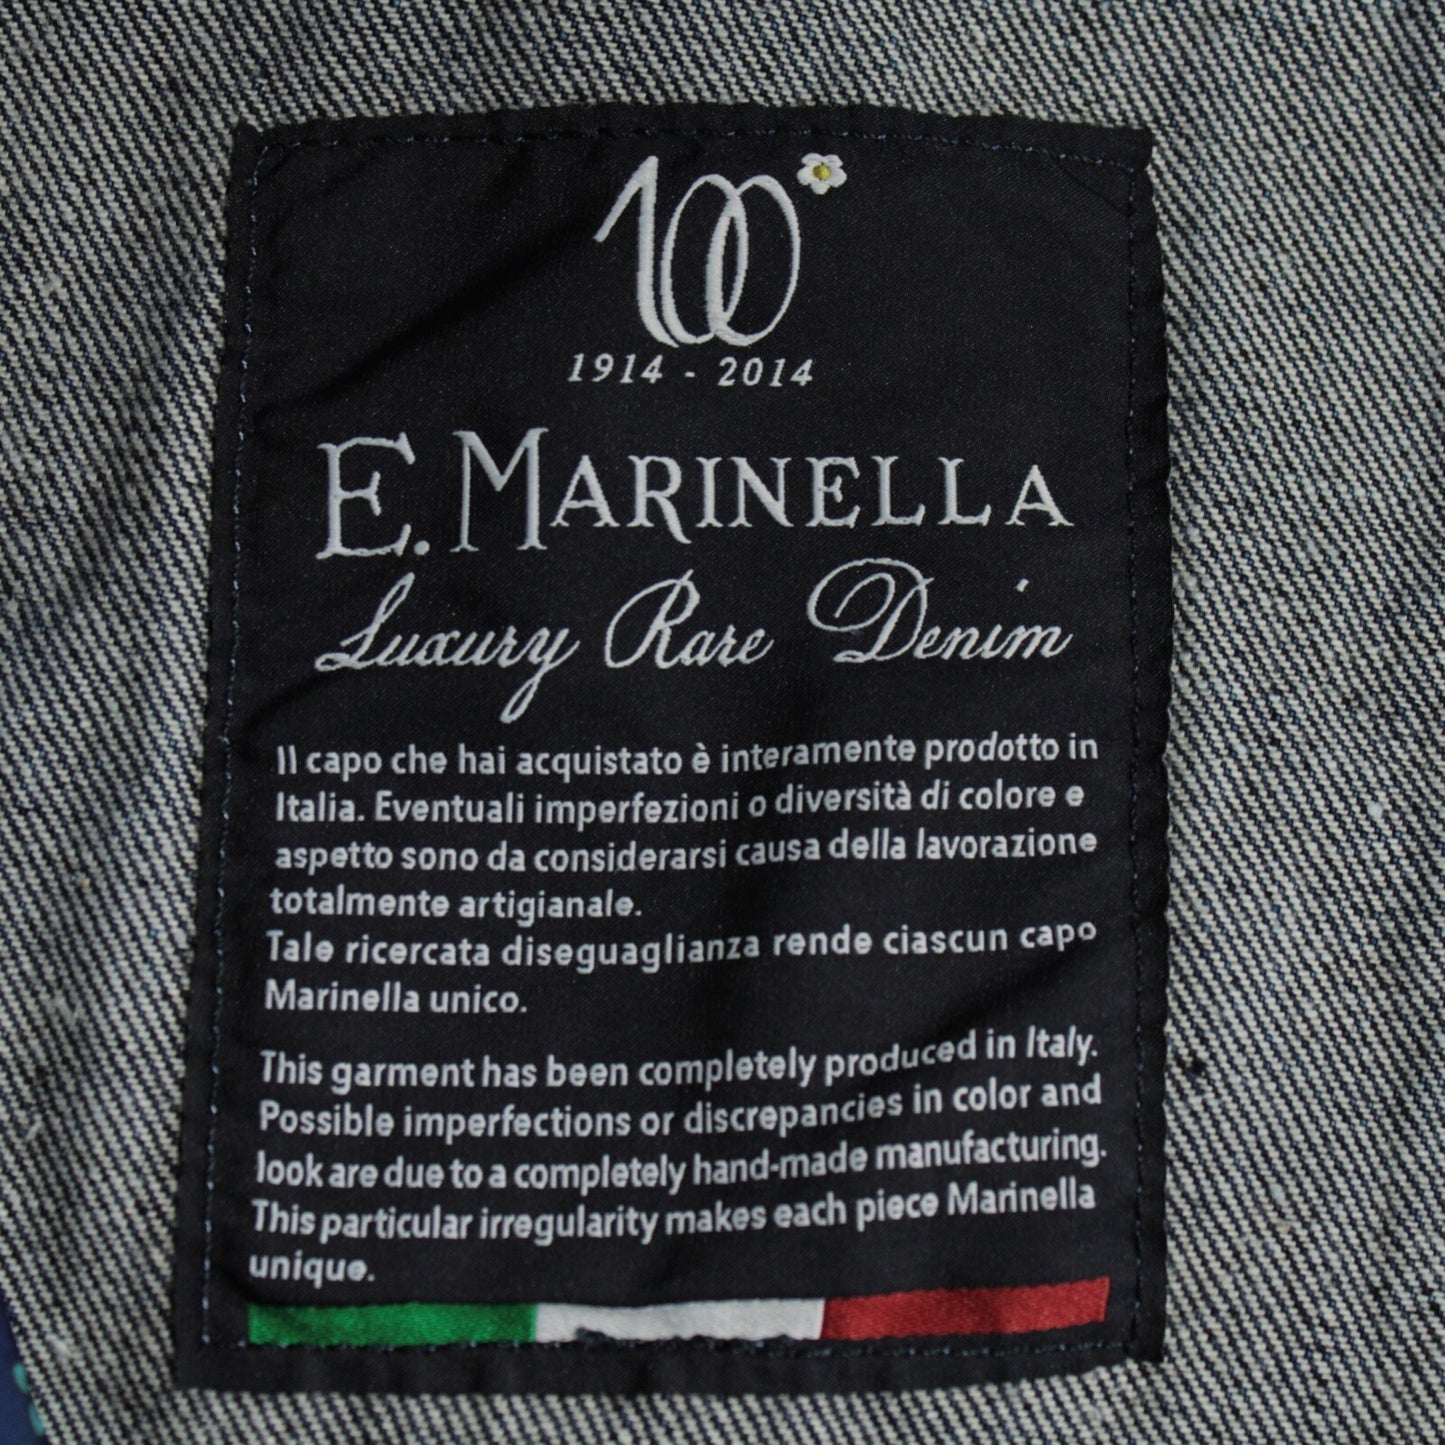 100
1914 - 2014
E. MARINELLA
Luxury Rare Denim
Il capo che hai acquistato è interamente prodotto in
Italia. Eventuali imperfezioni o diversità di colore e
aspetto sono da considerarsi causa della lavorazione
totalmente artigianale.
Tale ricercata diseguaglianza rende ciascun capo
Marinella unico.
This garment has been completely produced in Italy.
Possible imperfections or discrepancies in color and
look are due to a completely hand-made manufacturing.
This particular irregularity makes each piece Marinella
unique.